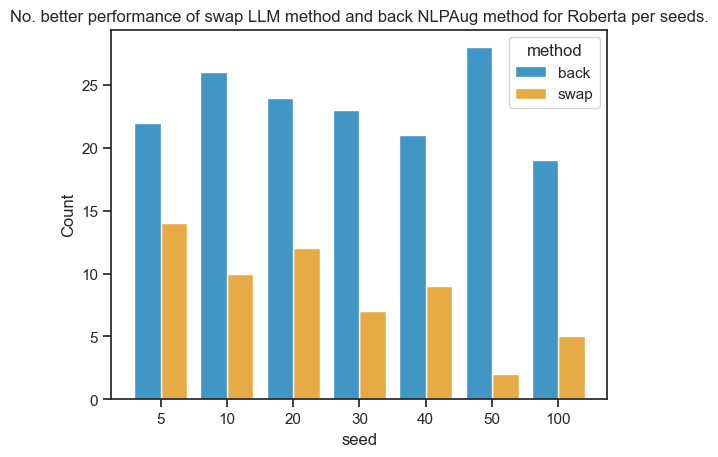 No. better performance of swap LLM method and back NLPAug method for Roberta per seeds.
method
back
swap
Count
25
20
15
10
5
0
5 10 20 30 40 50 100
seed